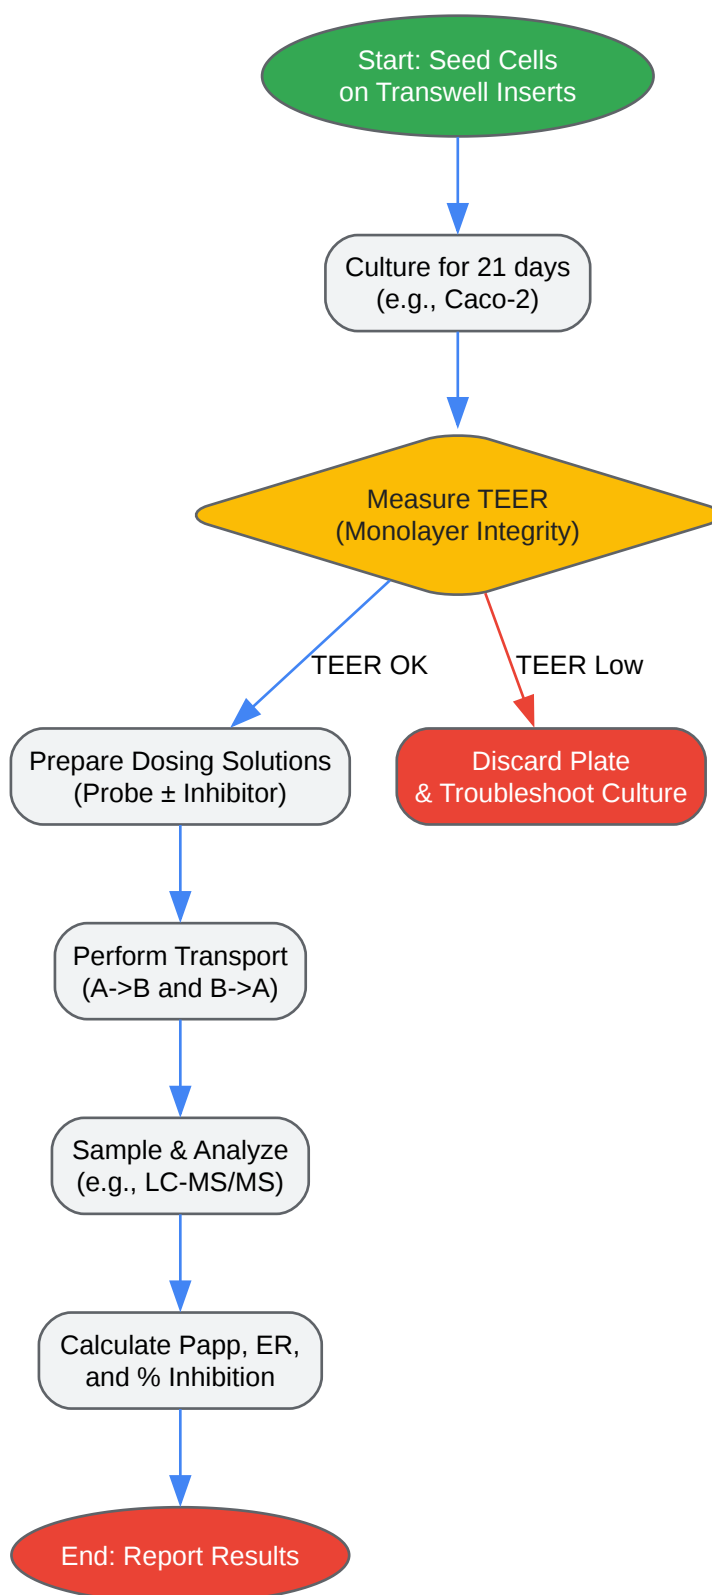 Start: Seed Cells
on Transwell Inserts
Culture for 21 days
(e.g., Caco-2)
Measure TEER
(Monolayer Integrity)
TEER OK
TEER Low
Prepare Dosing Solutions
(Probe ± Inhibitor)
Discard Plate
& Troubleshoot Culture
Perform Transport
(A->B and B->A)
Sample & Analyze
(e.g., LC-MS/MS)
Calculate Papp, ER,
and % Inhibition
End: Report Results